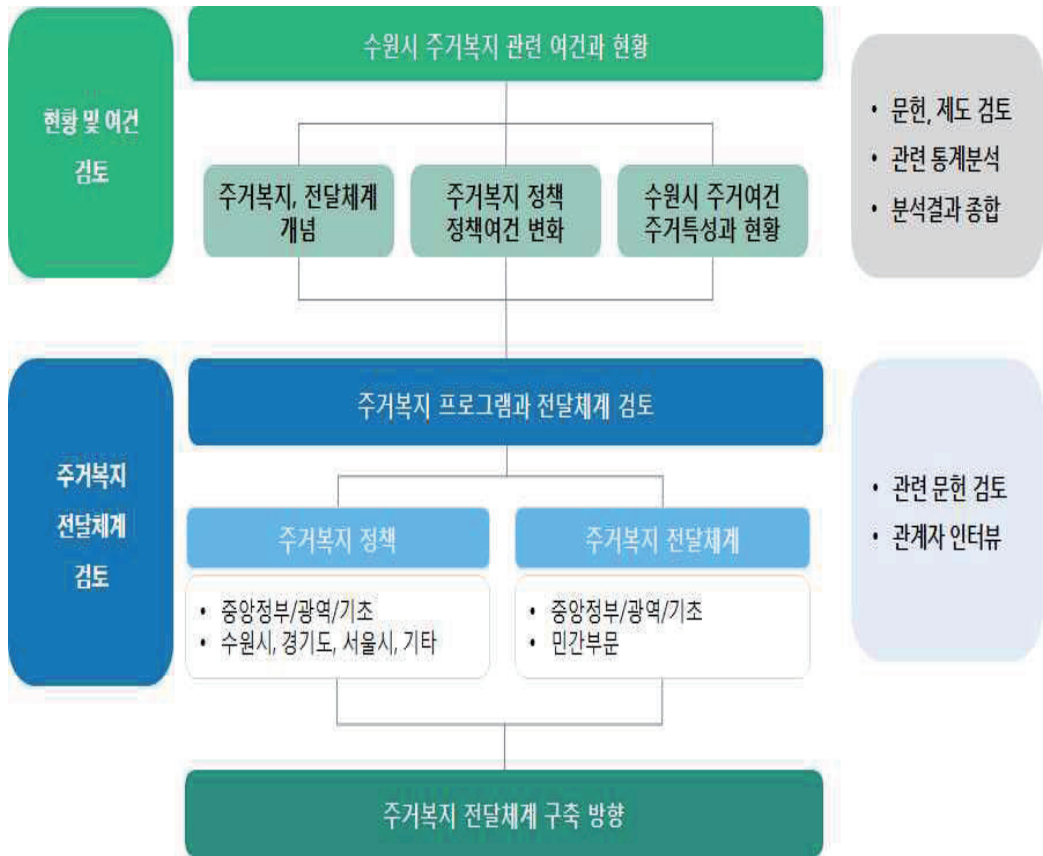 수원시 주거복지 관련 여건과 현황
현황 및 여건
검토
주거복지, 전달체계
개념
주거복지 정책
정책여건 변화
수원시 주거여건
주거특성과 현황
• 문헌, 제도 검토
• 관련 통계분석
• 분석결과 종합
주거복지 프로그램과 전달체계 검토
주거복지
전달체계
검토
주거복지 정책
• 중앙정부/광역/기초
• 수원시, 경기도, 서울시, 기타
주거복지 전달체계
• 중앙정부/광역/기초
• 민간부문
• 관련 문헌 검토
• 관계자 인터뷰
주거복지 전달체계 구축 방향